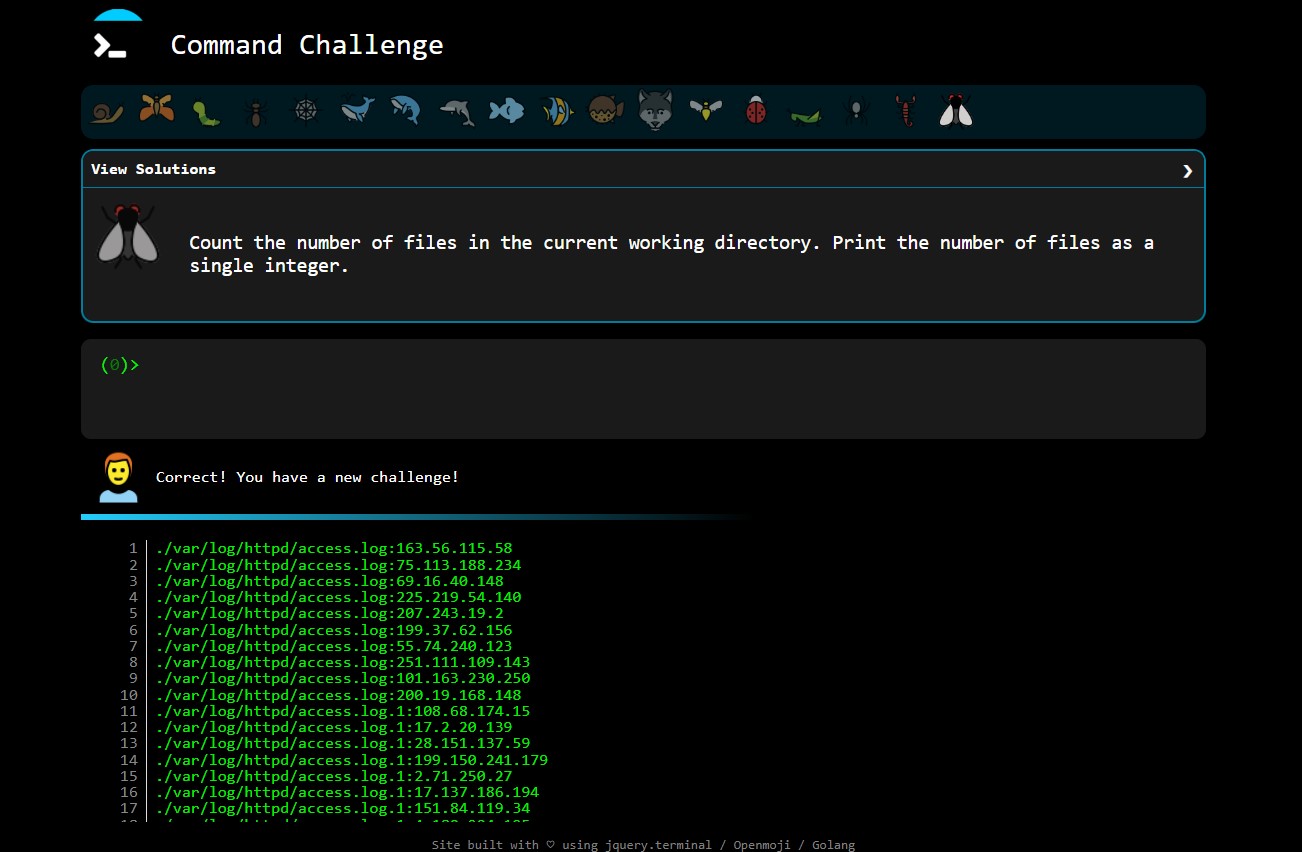 Command Challenge
View Solutions
Count the number of files in the current working directory. Print the number of files as a
single integer.
(0)>
Correct! You have a new challenge!
1 ./var/log/httpd/access.log:163.56.115.58
2 ./var/log/httpd/access.log:75.113.188.234
3 ./var/log/httpd/access.log:69.16.40.148
4 ./var/log/httpd/access.log:225.219.54.140
5 ./var/log/httpd/access.log:207.243.19.2
6 ./var/log/httpd/access.log:199.37.62.156
7 ./var/log/httpd/access.log:55.74.240.123
8 ./var/log/httpd/access.log:251.111.109.143
9 ./var/log/httpd/access.log:101.163.230.250
10 ./var/log/httpd/access.log:200.19.168.148
11 ./var/log/httpd/access.log.1:108.68.174.15
12 ./var/log/httpd/access.log.1:17.2.20.139
13 ./var/log/httpd/access.log.1:28.151.137.59
14 ./var/log/httpd/access.log.1:199.150.241.179
15 ./var/log/httpd/access.log.1:2.71.250.27
16 ./var/log/httpd/access.log.1:17.137.186.194
17 ./var/log/httpd/access.log.1:151.84.119.34
Site built with ♡ using jquery.terminal / Openmoji / Golang